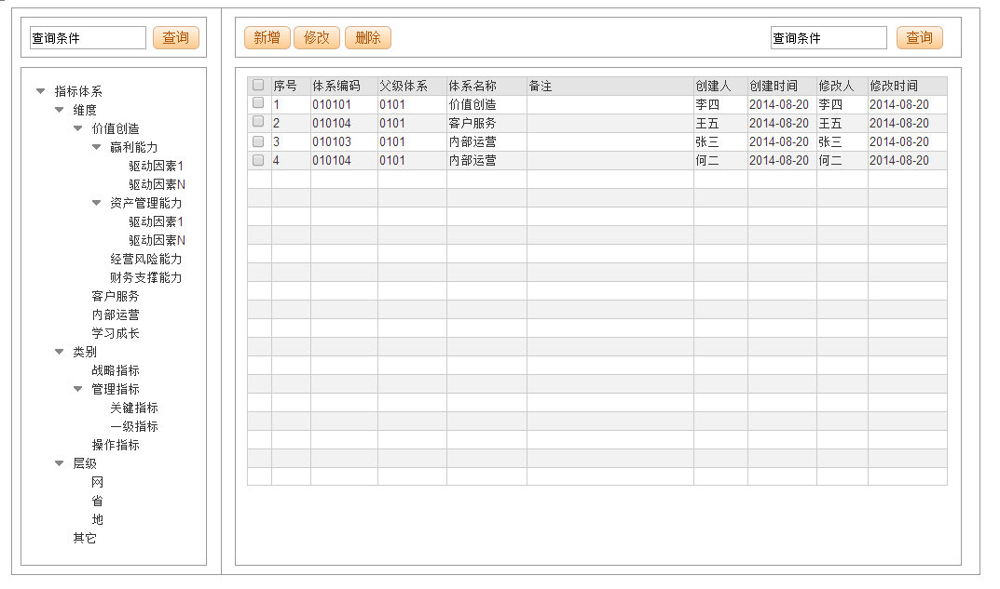 查询条件 查询
指标体系
维度
价值创造
赢利能力
驱动因素1
驱动因素N
资产管理能力
驱动因素1
驱动因素N
经营风险能力
财务支撑能力
客户服务
内部运营
学习成长
类别
战略指标
管理指标
关键指标
一级指标
操作指标
层级
网
省
地
其它
新增 修改 删除 查询条件 查询
序号 体系编码 父级体系 体系名称 备注 创建人 创建时间 修改人 修改时间
1 010101 0101 价值创造 李四 2014-08-20 李四 2014-08-20
2 010104 0101 客户服务 王五 2014-08-20 王五 2014-08-20
3 010103 0101 内部运营 张三 2014-08-20 张三 2014-08-20
4 010104 0101 内部运营 何二 2014-08-20 何二 2014-08-20